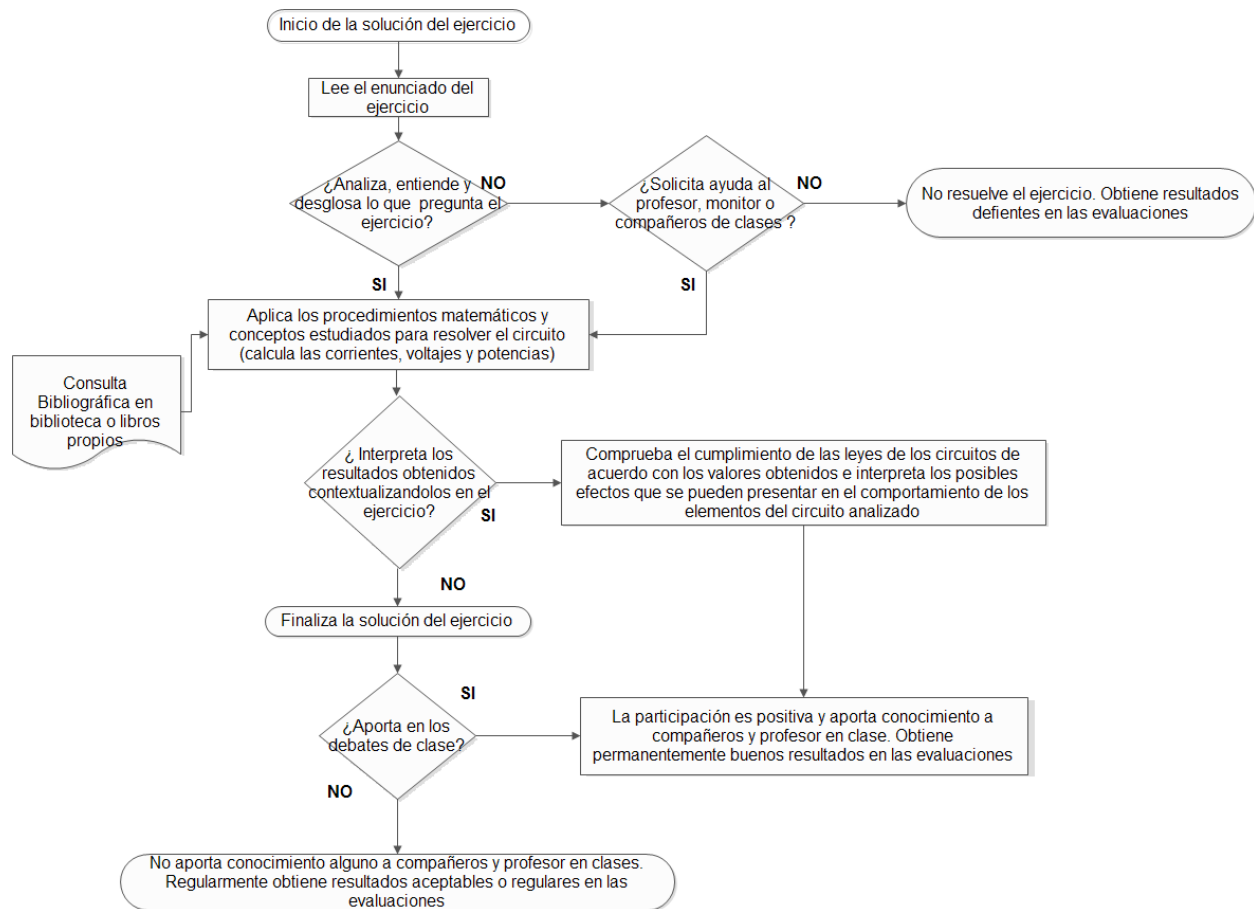 Inicio de la solución del ejercicio
Lee el enunciado del
ejercicio
¿Analiza, entiende y
desglosa lo que pregunta el
ejercicio?
NO
¿Solicita ayuda al
profesor, monitor o
compañeros de clases ?
NO
No resuelve el ejercicio. Obtiene resultados
defientes en las evaluaciones
SI
SI
Aplica los procedimientos matemáticos y
conceptos estudiados para resolver el circuito
(calcula las corrientes, voltajes y potencias)
Consulta
Bibliográfica en
biblioteca o libros
propios
¿ Interpreta los
resultados obtenidos
contextualizandolos en el
ejercicio?
SI
Comprueba el cumplimiento de las leyes de los circuitos de
acuerdo con los valores obtenidos e interpreta los posibles
efectos que se pueden presentar en el comportamiento de los
elementos del circuito analizado
NO
Finaliza la solución del ejercicio
SI
¿Aporta en los
debates de clase?
La participación es positiva y aporta conocimiento a
compañeros y profesor en clase. Obtiene
permanentemente buenos resultados en las evaluaciones
NO
No aporta conocimiento alguno a compañeros y profesor en clases.
Regularmente obtiene resultados aceptables o regulares en las
evaluaciones